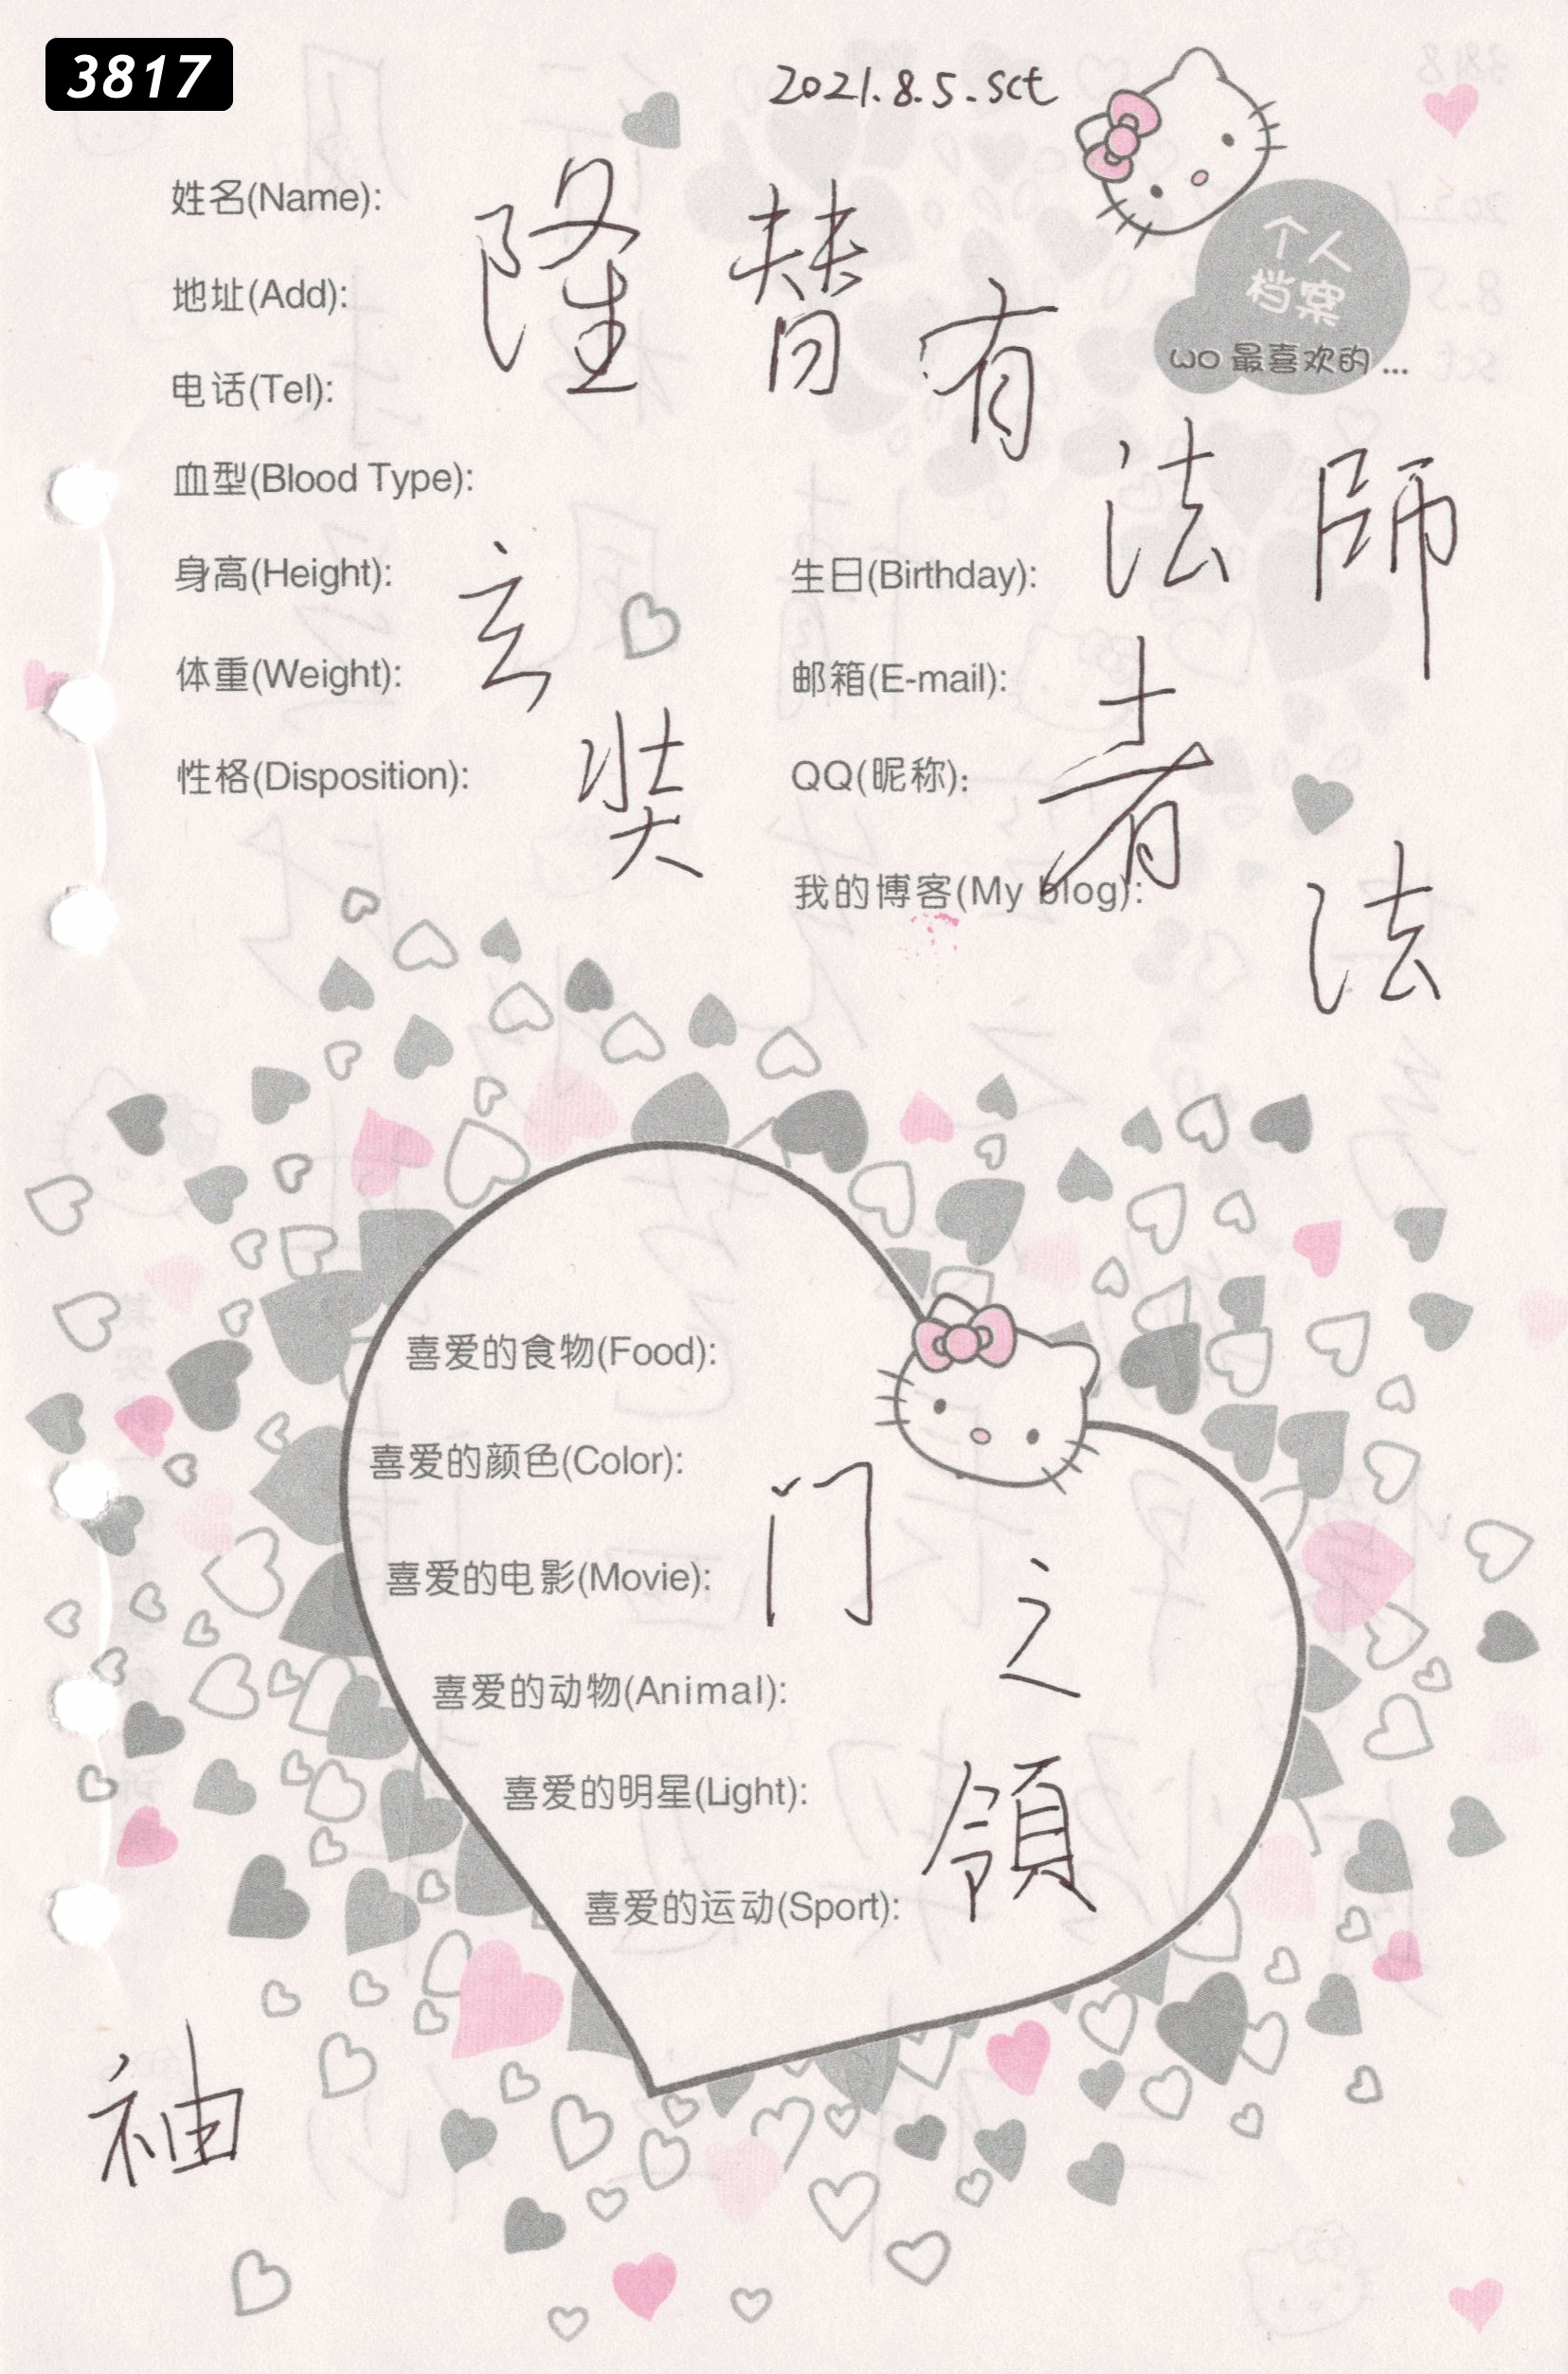 3817
2021.8.5.sct
姓名(Name):
隆替有
个人
档案
wo 最喜欢的...
地址(Add):
电话(Tel):
血型(Blood Type):
身高(Height):
体重(Weight):
性格(Disposition):
玄奘
法師
生日(Birthday):
邮箱(E-mail):
QQ(昵称):
我的博客(My blog):
者
法
喜爱的食物(Food):
喜爱的颜色(Color):
喜爱的电影(Movie):
门
之
喜爱的动物(Animal):
喜爱的明星(Light):
喜爱的运动(Sport):
領
袖